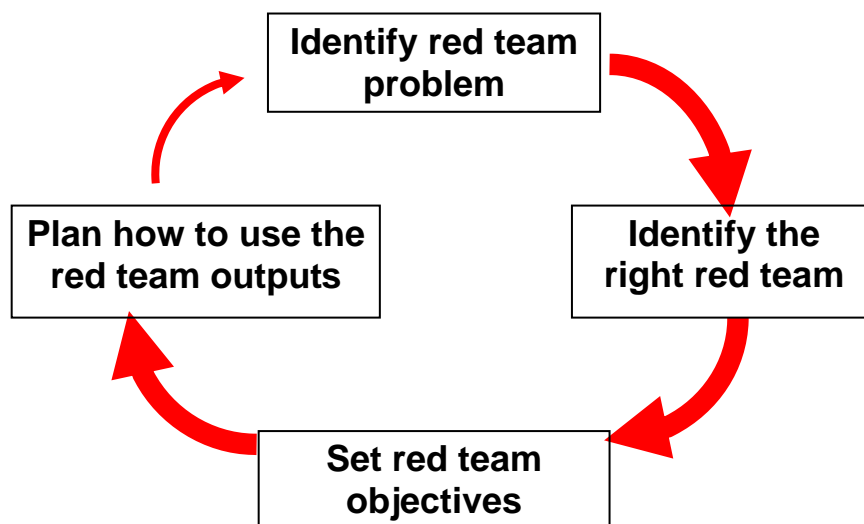 Identify red team
problem
Identify the
right red team
Set red team
objectives
Plan how to use the
red team outputs